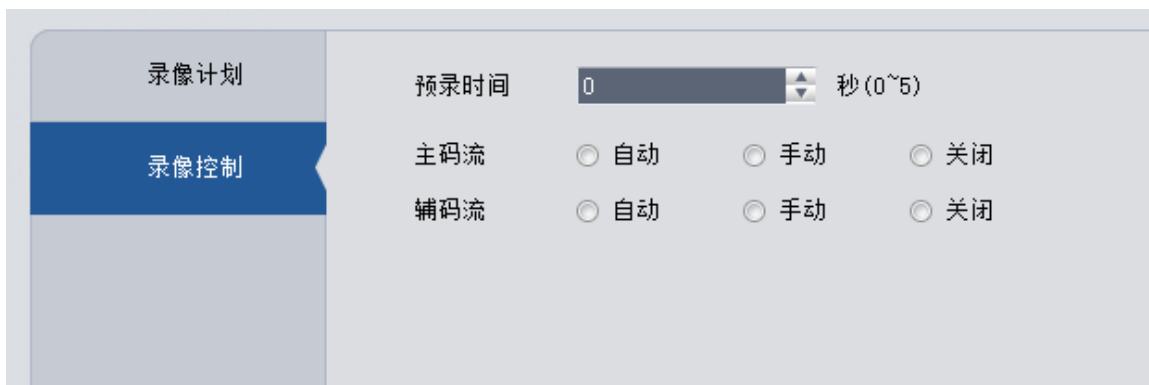 录像计划
录像控制
预录时间 0 秒(0~5)
主码流 自动 手动 关闭
辅码流 自动 手动 关闭